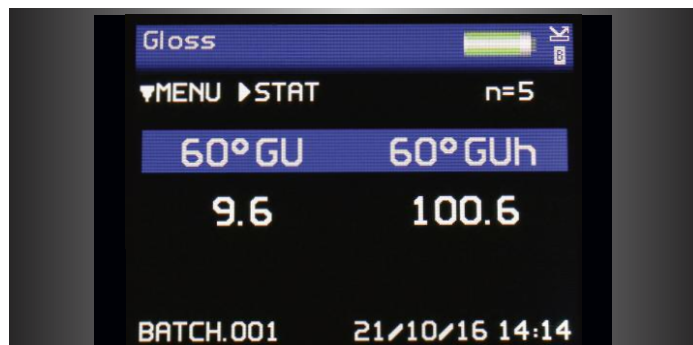 Gloss
B
▼MENU ▶STAT n=5
60°GU 60°GUh
9.6 100.6
BATCH.001 21/10/16 14:14